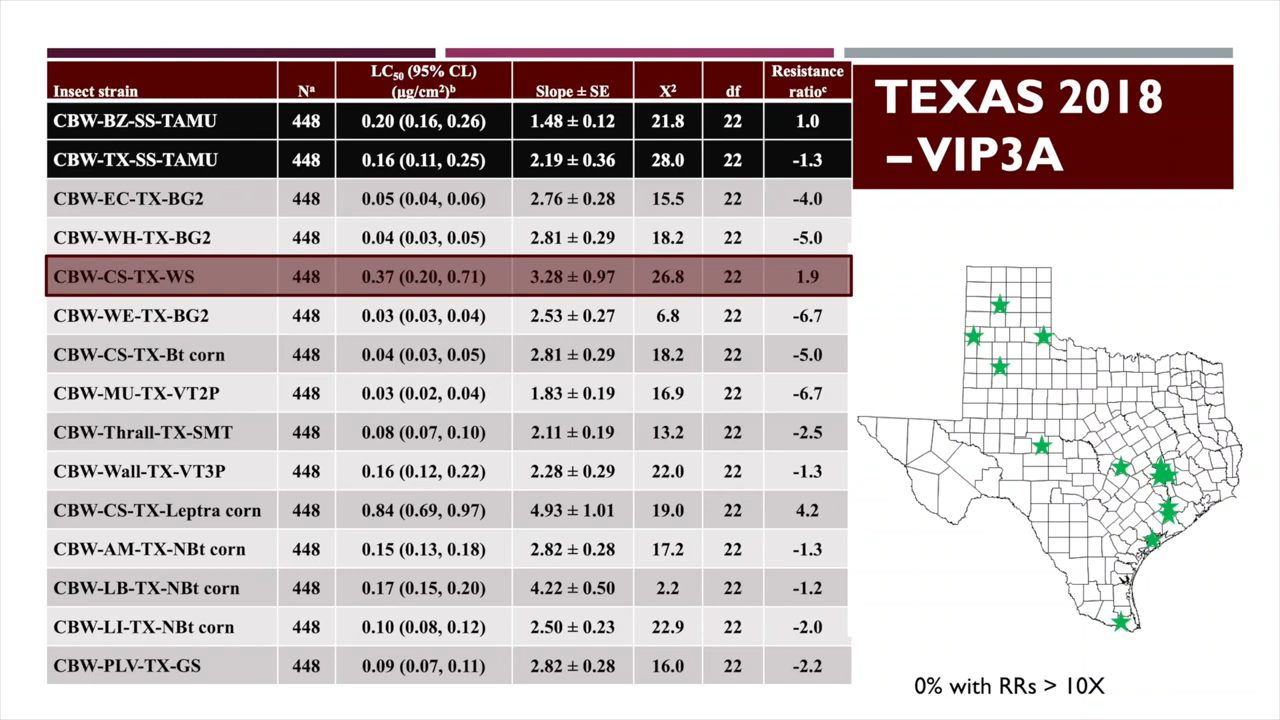 Insect strain Nᵃ LC₅₀ (95% CL) (µg/cm²)ᵇ Slope ± SE X² df Resistance ratioᶜ
CBW-BZ-SS-TAMU 448 0.20 (0.16, 0.26) 1.48 ± 0.12 21.8 22 1.0
CBW-TX-SS-TAMU 448 0.16 (0.11, 0.25) 2.19 ± 0.36 28.0 22 -1.3
CBW-EC-TX-BG2 448 0.05 (0.04, 0.06) 2.76 ± 0.28 15.5 22 -4.0
CBW-WH-TX-BG2 448 0.04 (0.03, 0.05) 2.81 ± 0.29 18.2 22 -5.0
CBW-CS-TX-WS 448 0.37 (0.20, 0.71) 3.28 ± 0.97 26.8 22 1.9
CBW-WE-TX-BG2 448 0.03 (0.03, 0.04) 2.53 ± 0.27 6.8 22 -6.7
CBW-CS-TX-Bt corn 448 0.04 (0.03, 0.05) 2.81 ± 0.29 18.2 22 -5.0
CBW-MU-TX-VT2P 448 0.03 (0.02, 0.04) 1.83 ± 0.19 16.9 22 -6.7
CBW-Thrall-TX-SMT 448 0.08 (0.07, 0.10) 2.11 ± 0.19 13.2 22 -2.5
CBW-Wall-TX-VT3P 448 0.16 (0.12, 0.22) 2.28 ± 0.29 22.0 22 -1.3
CBW-CS-TX-Leptra corn 448 0.84 (0.69, 0.97) 4.93 ± 1.01 19.0 22 4.2
CBW-AM-TX-NBt corn 448 0.15 (0.13, 0.18) 2.82 ± 0.28 17.2 22 -1.3
CBW-LB-TX-NBt corn 448 0.17 (0.15, 0.20) 4.22 ± 0.50 2.2 22 -1.2
CBW-LI-TX-NBt corn 448 0.10 (0.08, 0.12) 2.50 ± 0.23 22.9 22 -2.0
CBW-PLV-TX-GS 448 0.09 (0.07, 0.11) 2.82 ± 0.28 16.0 22 -2.2
TEXAS 2018
– VIP3A
0% with RRs > 10X